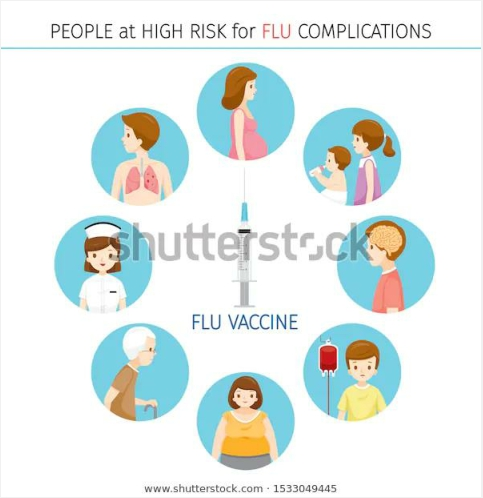 PEOPLE at HIGH RISK for FLU COMPLICATIONS
shutterstock
FLU VACCINE
www.shutterstock.com · 1533049445